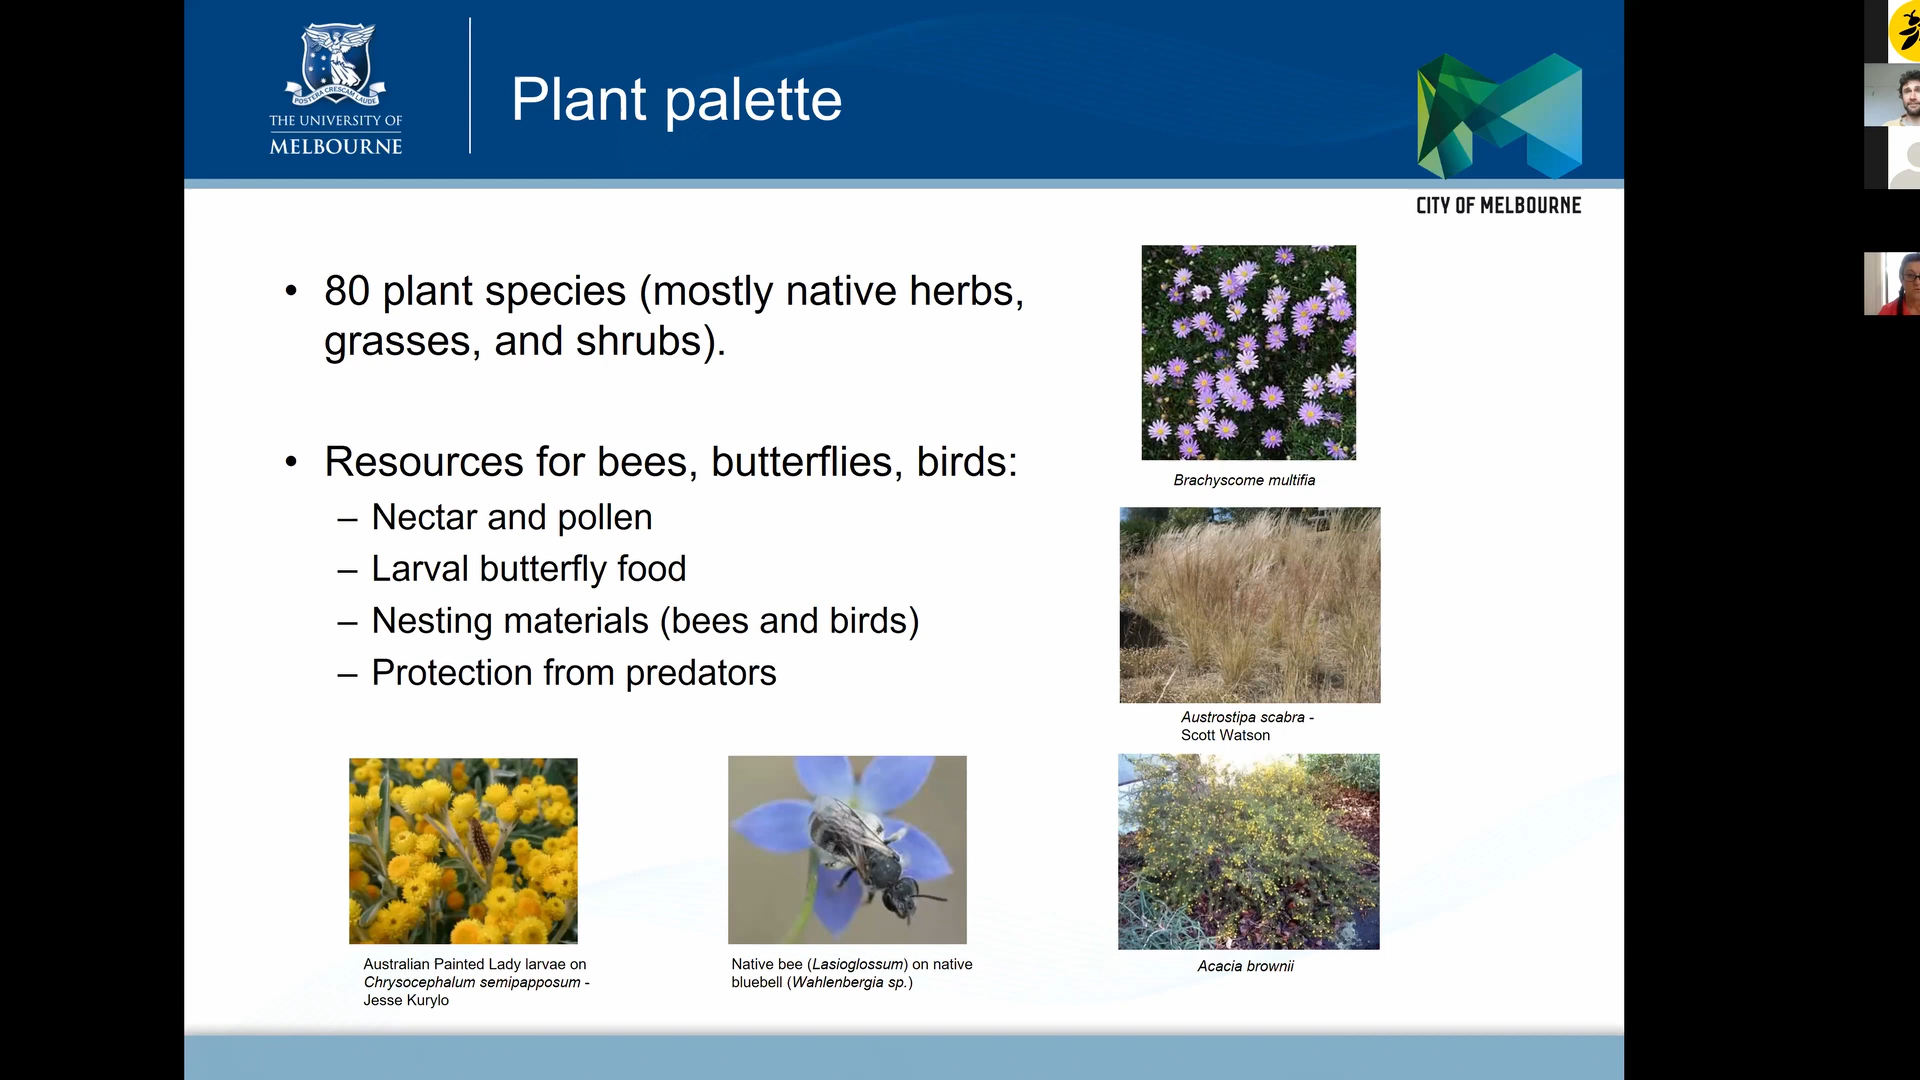 POSTERA CRESCAM LAUDE
THE UNIVERSITY OF
MELBOURNE
Plant palette
CITY OF MELBOURNE
• 80 plant species (mostly native herbs,
grasses, and shrubs).
• Resources for bees, butterflies, birds:
– Nectar and pollen
– Larval butterfly food
– Nesting materials (bees and birds)
– Protection from predators
Brachyscome multifia
Austrostipa scabra -
Scott Watson
Acacia brownii
Australian Painted Lady larvae on
Chrysocephalum semipapposum -
Jesse Kurylo
Native bee (Lasioglossum) on native
bluebell (Wahlenbergia sp.)